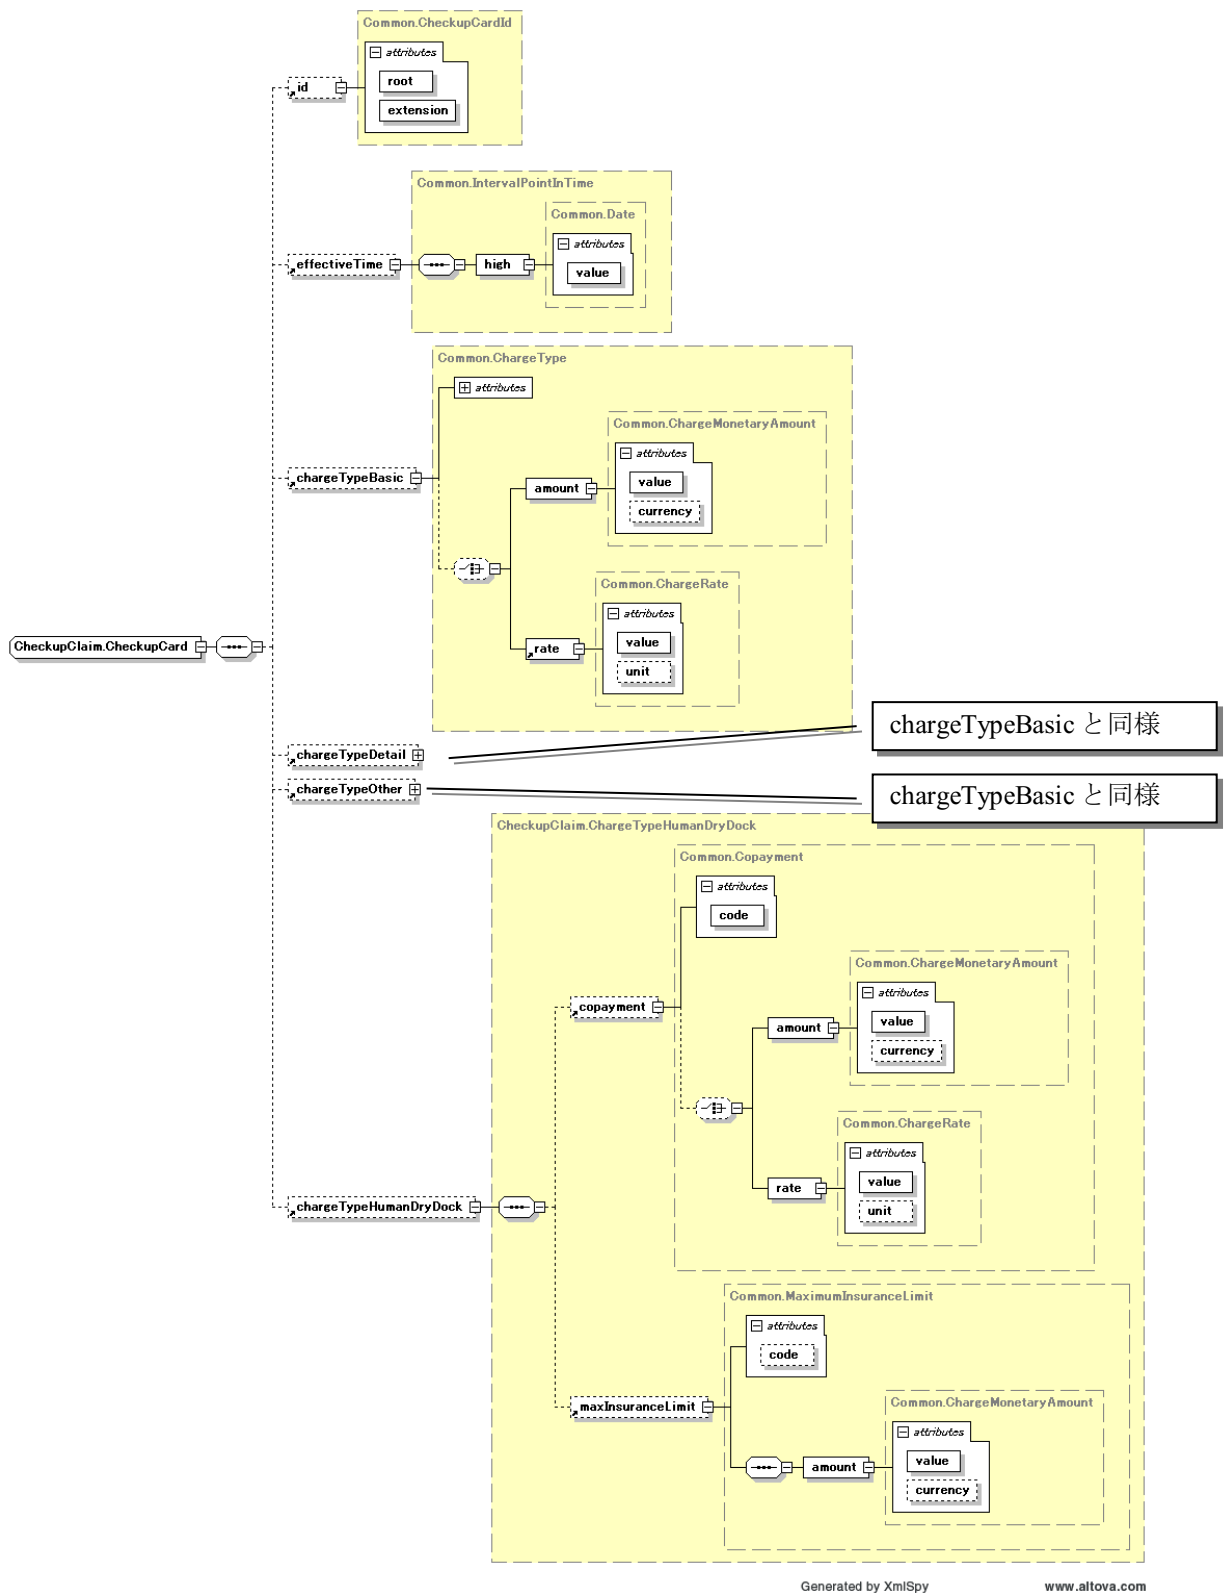 Common.CheckupCardId
attributes
id
root
extension
Common.IntervalPointInTime
Common.Date
attributes
effectiveTime
high
value
Common.ChargeType
attributes
Common.ChargeMonetaryAmount
attributes
chargeTypeBasic
amount
value
currency
Common.ChargeRate
attributes
CheckupClaim.CheckupCard
rate
value
unit
chargeTypeBasic と同様
chargeTypeDetail
chargeTypeOther
chargeTypeBasic と同様
CheckupClaim.ChargeTypeHumanDryDock
Common.Copayment
attributes
code
Common.ChargeMonetaryAmount
attributes
copayment
amount
value
currency
Common.ChargeRate
attributes
rate
value
unit
chargeTypeHumanDryDock
Common.MaximumInsuranceLimit
attributes
code
maxInsuranceLimit
Common.ChargeMonetaryAmount
attributes
amount
value
currency
Generated by XmlSpy www.altova.com